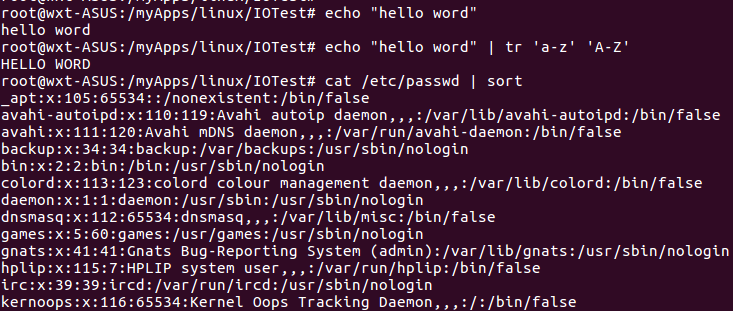 root@wxt-ASUS:/myApps/linux/IOTest# echo "hello word"
hello word
root@wxt-ASUS:/myApps/linux/IOTest# echo "hello word" | tr 'a-z' 'A-Z'
HELLO WORD
root@wxt-ASUS:/myApps/linux/IOTest# cat /etc/passwd | sort
_apt:x:105:65534::/nonexistent:/bin/false
avahi-autoipd:x:110:119:Avahi autoip daemon,,,:/var/lib/avahi-autoipd:/bin/false
avahi:x:111:120:Avahi mDNS daemon,,,:/var/run/avahi-daemon:/bin/false
backup:x:34:34:backup:/var/backups:/usr/sbin/nologin
bin:x:2:2:bin:/bin:/usr/sbin/nologin
colord:x:113:123:colord colour management daemon,,,:/var/lib/colord:/bin/false
daemon:x:1:1:daemon:/usr/sbin:/usr/sbin/nologin
dnsmasq:x:112:65534:dnsmasq,,,:/var/lib/misc:/bin/false
games:x:5:60:games:/usr/games:/usr/sbin/nologin
gnats:x:41:41:Gnats Bug-Reporting System (admin):/var/lib/gnats:/usr/sbin/nologin
hplip:x:115:7:HPLIP system user,,,:/var/run/hplip:/bin/false
irc:x:39:39:ircd:/var/run/ircd:/usr/sbin/nologin
kernoops:x:116:65534:Kernel Oops Tracking Daemon,,,:/:/bin/false